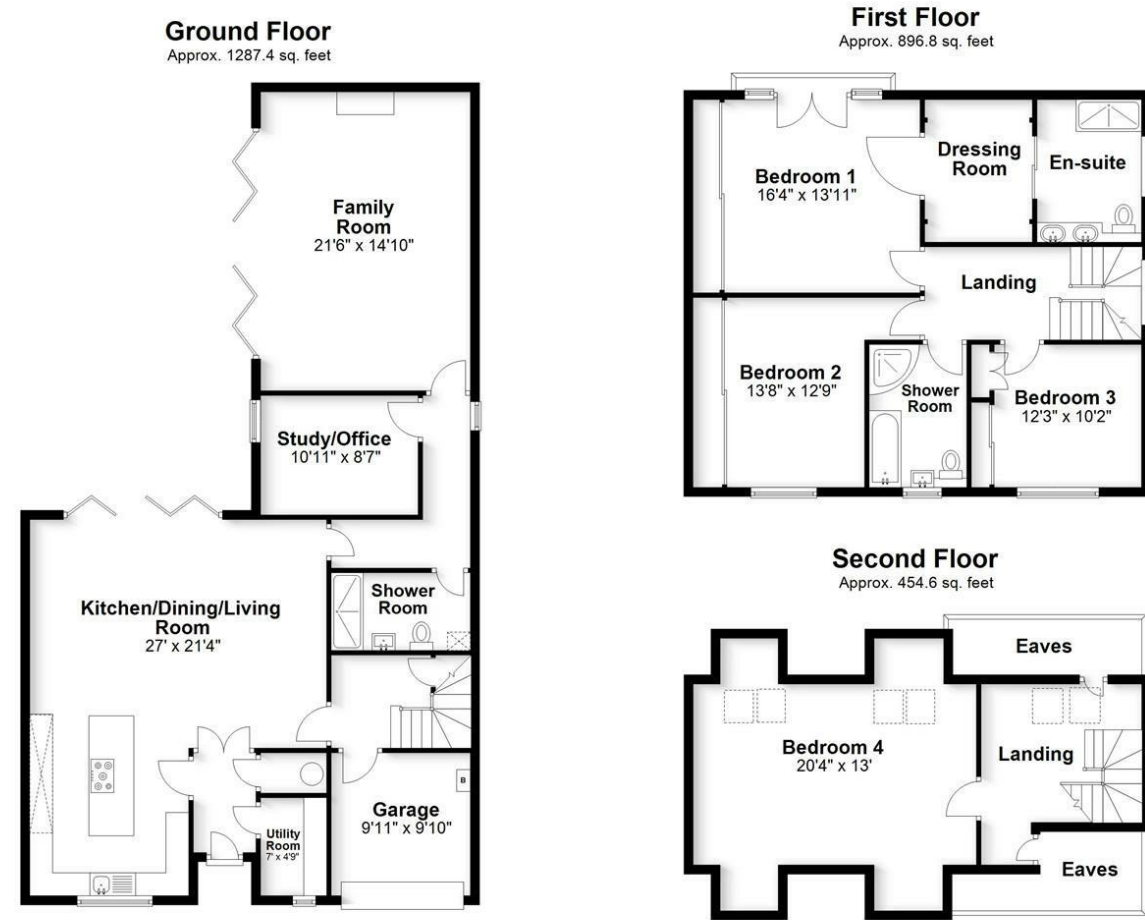 Ground Floor
Approx. 1287.4 sq. feet
Family
Room
21'6" x 14'10"
Study/Office
10'11" x 8'7"
Kitchen/Dining/Living
Room
27' x 21'4"
Shower
Room
Utility
Room
7' x 4'9"
Garage
9'11" x 9'10"
B
First Floor
Approx. 896.8 sq. feet
Bedroom 1
16'4" x 13'11"
Dressing
Room
En-suite
Landing
Bedroom 2
13'8" x 12'9"
Shower
Room
Bedroom 3
12'3" x 10'2"
Second Floor
Approx. 454.6 sq. feet
Eaves
Bedroom 4
20'4" x 13'
Landing
Eaves